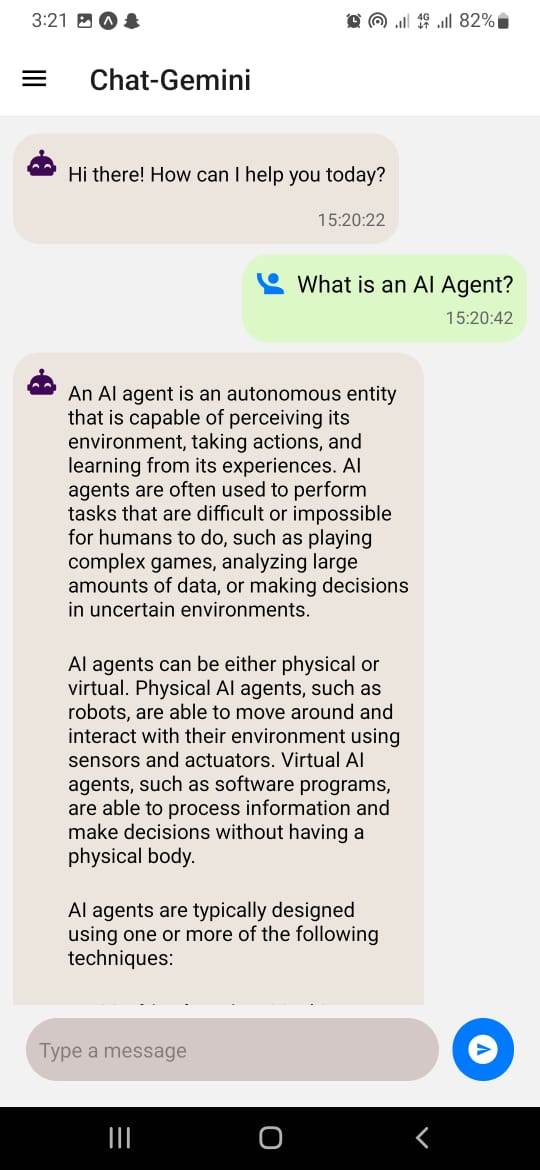 3:21
4G
82%
Chat-Gemini
Hi there! How can I help you today?
15:20:22
What is an AI Agent?
15:20:42
An AI agent is an autonomous entity
that is capable of perceiving its
environment, taking actions, and
learning from its experiences. AI
agents are often used to perform
tasks that are difficult or impossible
for humans to do, such as playing
complex games, analyzing large
amounts of data, or making decisions
in uncertain environments.
AI agents can be either physical or
virtual. Physical AI agents, such as
robots, are able to move around and
interact with their environment using
sensors and actuators. Virtual AI
agents, such as software programs,
are able to process information and
make decisions without having a
physical body.
AI agents are typically designed
using one or more of the following
techniques:
Type a message